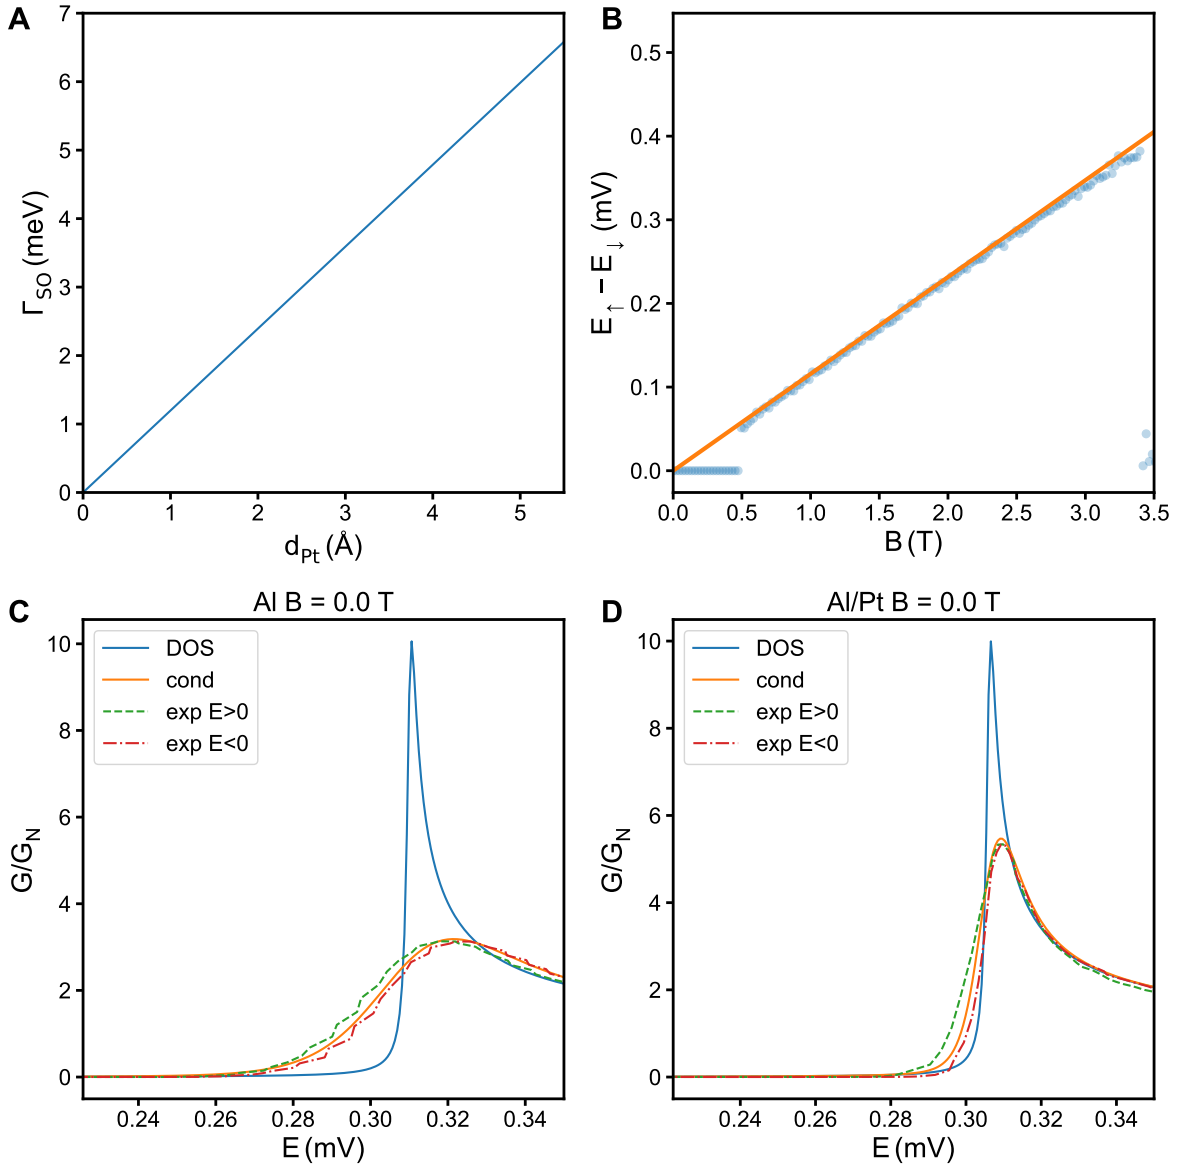 A
7
6
5
4
3
2
1
0
Γ_SO (meV)
0 1 2 3 4 5
d_Pt (Å)
B
0.5
0.4
0.3
0.2
0.1
0.0
E_↑ − E_↓ (mV)
0.0 0.5 1.0 1.5 2.0 2.5 3.0 3.5
B (T)
C
Al B = 0.0 T
DOS
cond
exp E>0
exp E<0
10
8
6
4
2
0
G/G_N
0.24 0.26 0.28 0.30 0.32 0.34
E (mV)
D
Al/Pt B = 0.0 T
DOS
cond
exp E>0
exp E<0
10
8
6
4
2
0
G/G_N
0.24 0.26 0.28 0.30 0.32 0.34
E (mV)